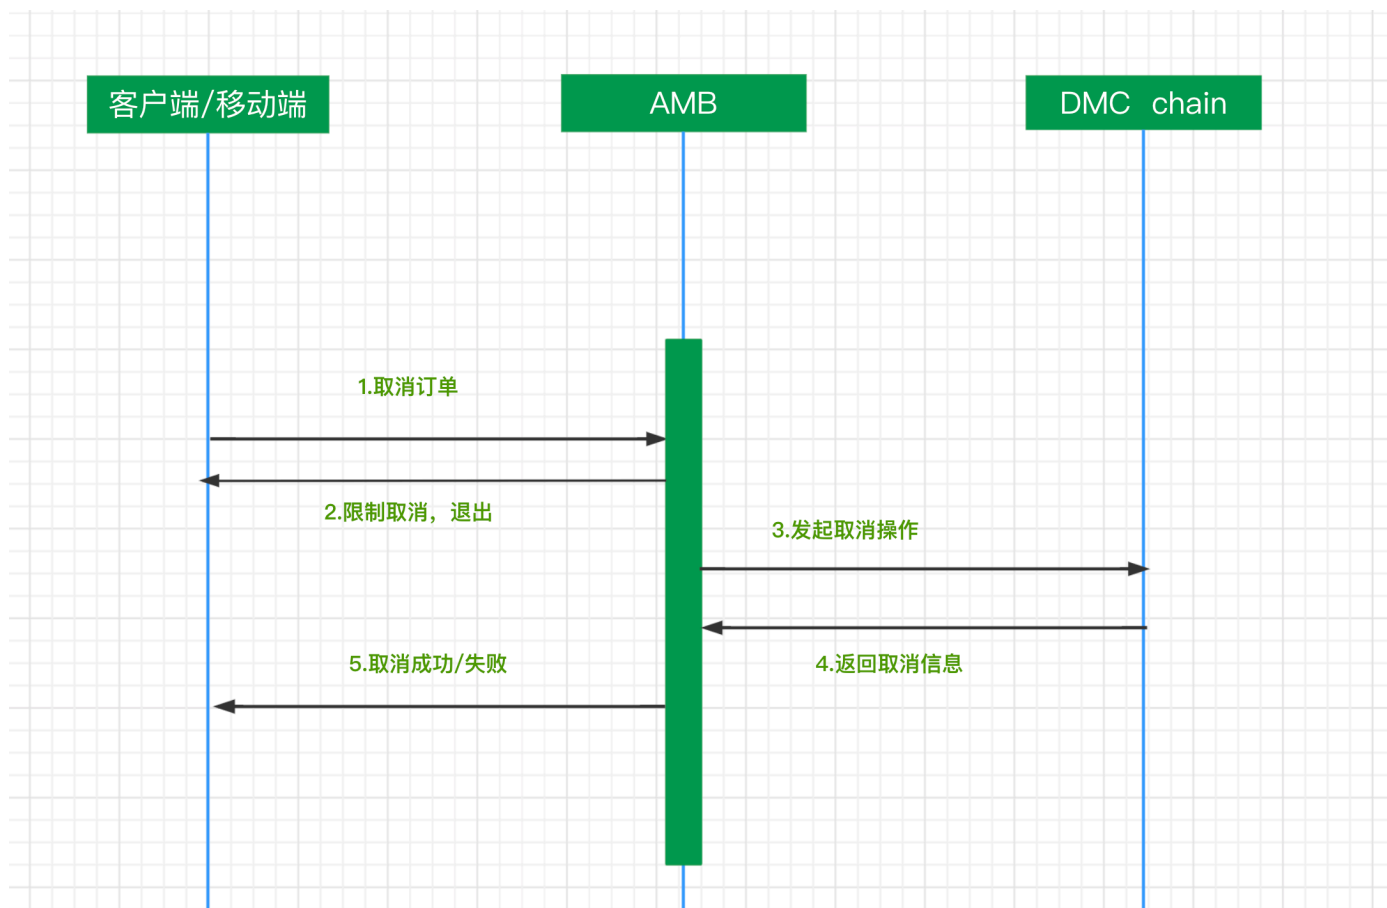 客户端/移动端
AMB
DMC chain
1.取消订单
2.限制取消，退出
3.发起取消操作
4.返回取消信息
5.取消成功/失败